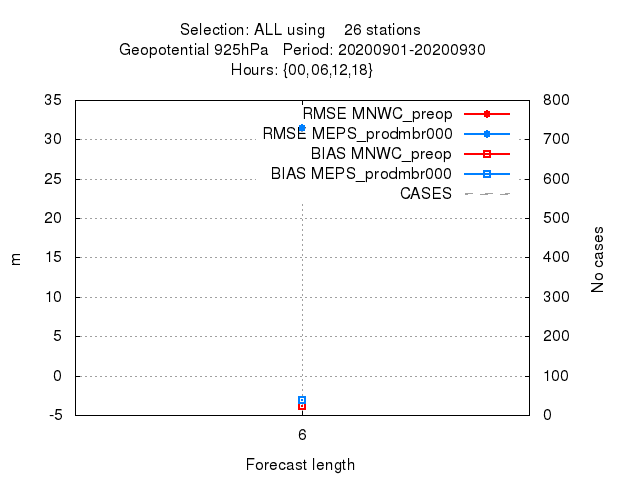 Selection: ALL using    26 stations
Geopotential 925hPa   Period: 20200901-20200930
Hours: {00,06,12,18}
35 800
RMSE MNWC_preop
30 RMSE MEPS_prodmbr000 700
BIAS MNWC_preop
25 BIAS MEPS_prodmbr000 600
CASES
20 500
15 400
m No cases
10 300
5 200
0 100
-5 0
6
Forecast length